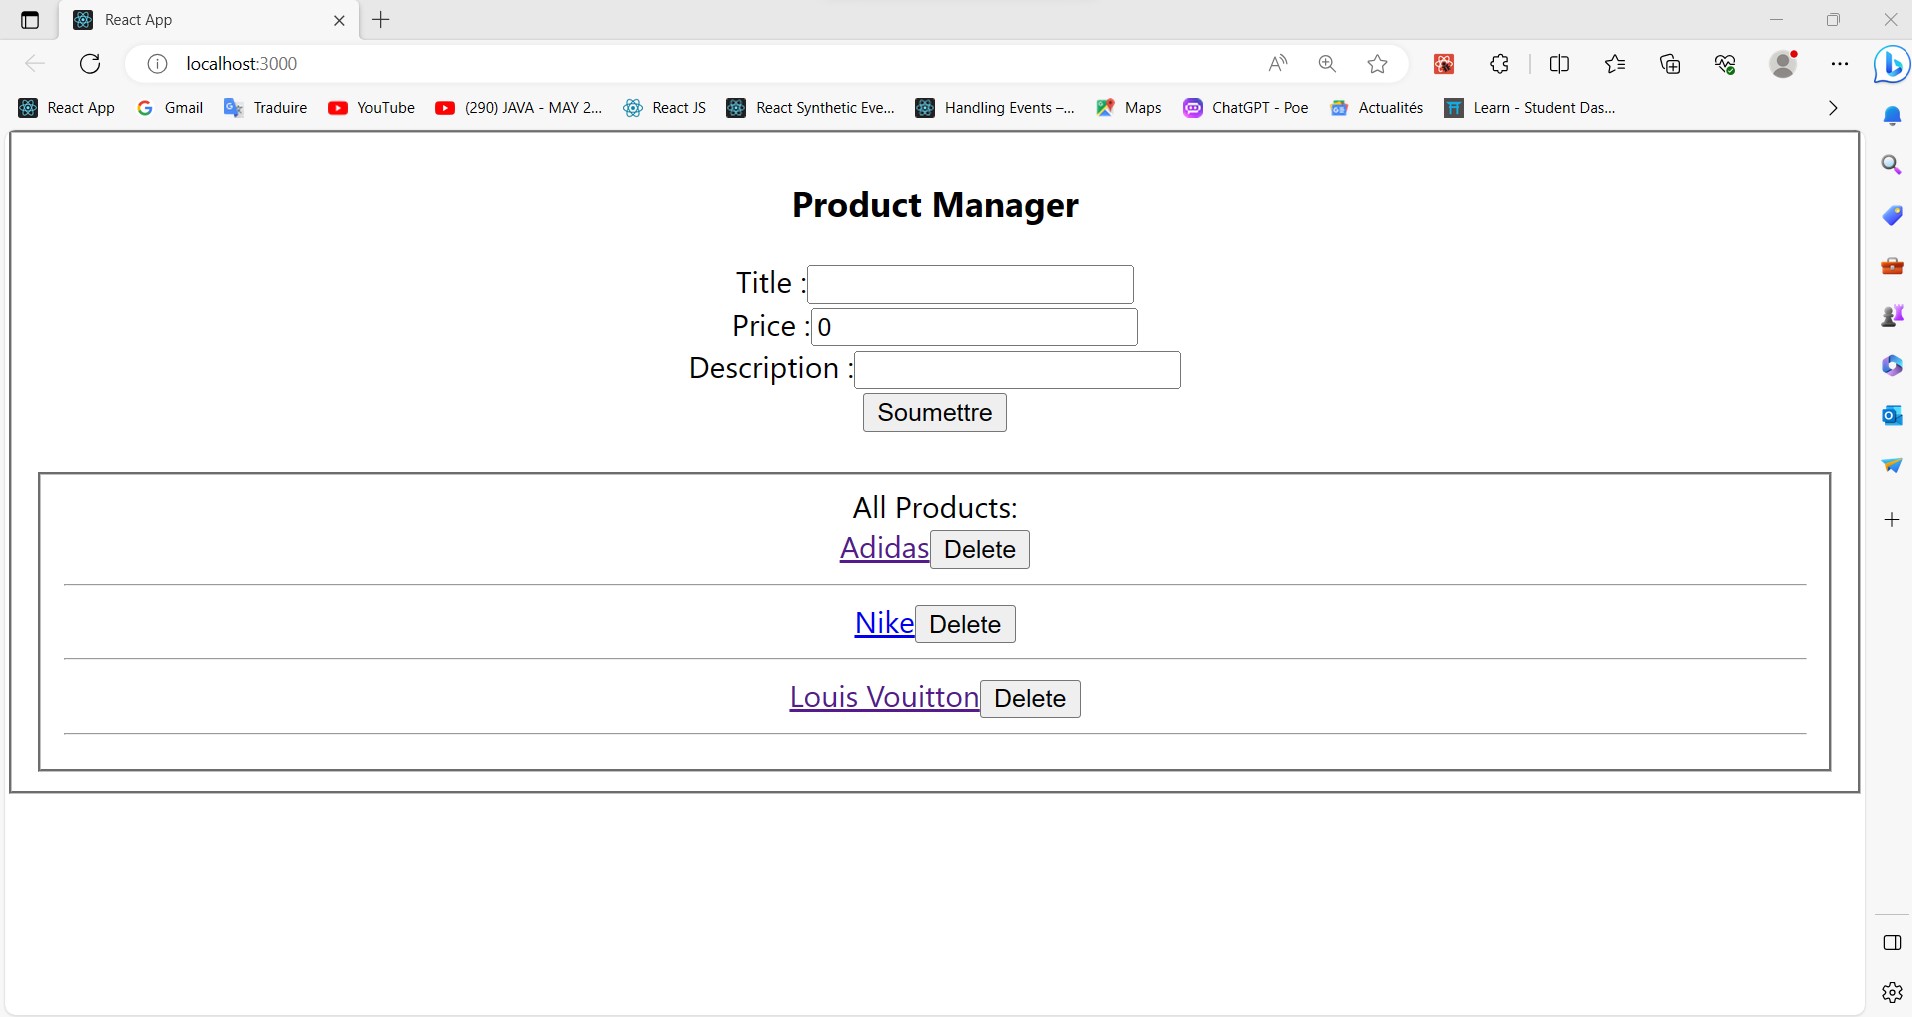 React App
localhost:3000
React App Gmail Traduire YouTube (290) JAVA - MAY 2... React JS React Synthetic Eve... Handling Events –... Maps ChatGPT - Poe Actualités Learn - Student Das...
Product Manager
Title :
Price : 0
Description :
Soumettre
All Products:
Adidas Delete
Nike Delete
Louis Vouitton Delete